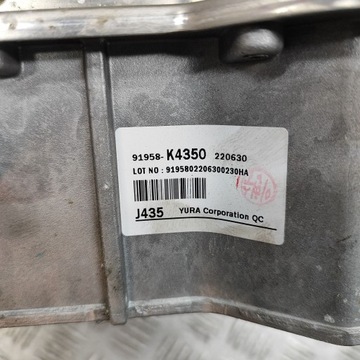 91958-K4350 220630
LOT NO : 9195802206300230HA
J435 YURA Corporation QC